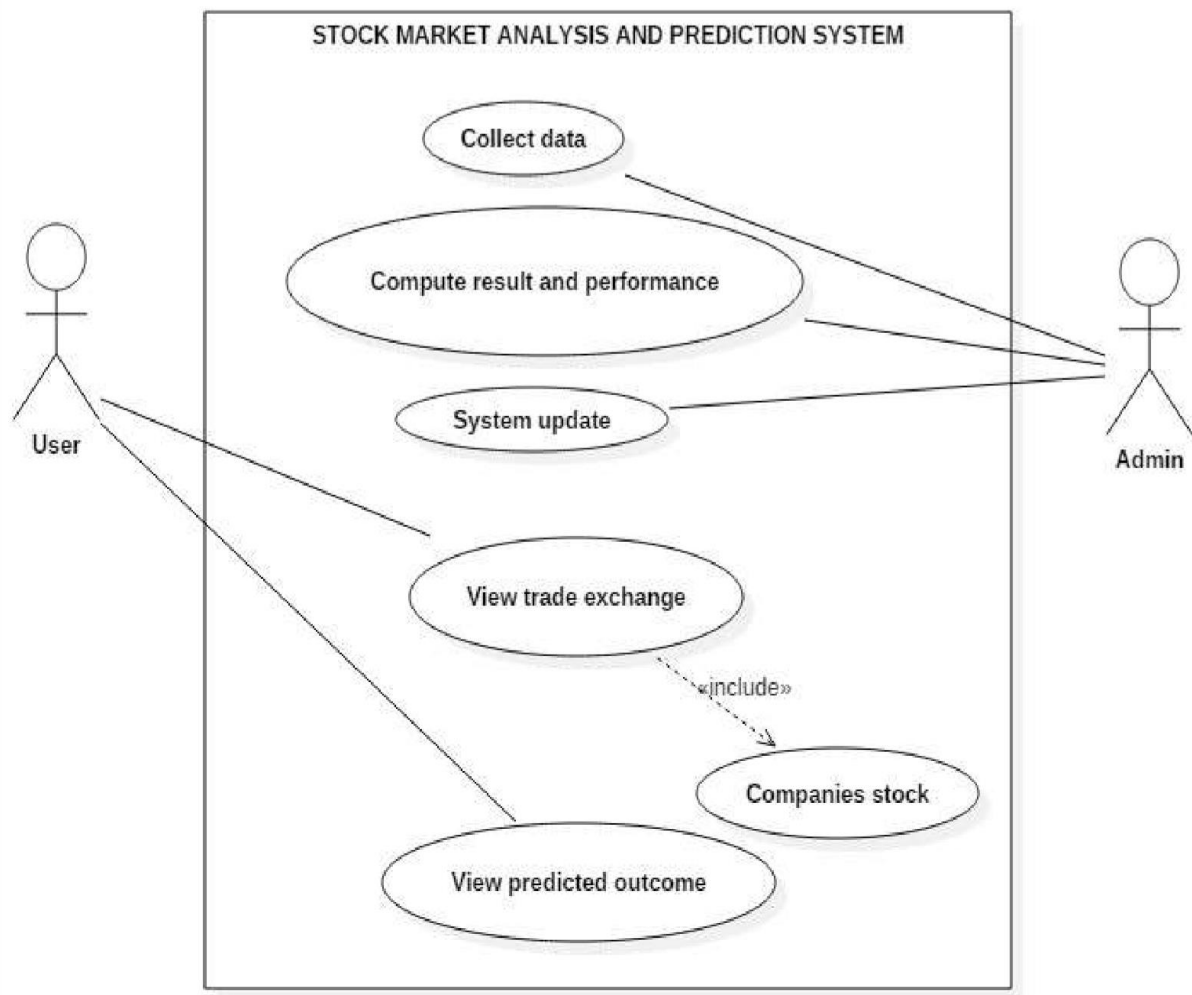 STOCK MARKET ANALYSIS AND PREDICTION SYSTEM
Collect data
Compute result and performance
System update
User
Admin
View trade exchange
«include»
Companies stock
View predicted outcome